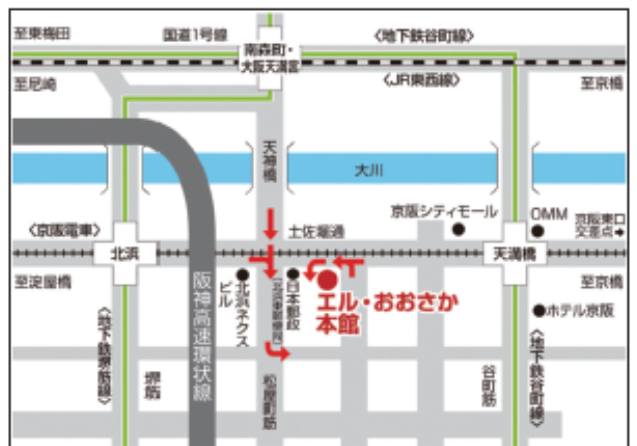 至東梅田
国道1号線
南森町・
大阪天満宮
〈地下鉄谷町線〉
至尼崎
〈JR東西線〉
至京橋
天神橋
大川
京阪シティモール
OMM
京阪東口
交差点
〈京阪電車〉
北浜
土佐堀通
天満橋
至淀屋橋
阪神高速環状線
北浜ネクス
ビル
日本郵政
(北浜東郵便局)
エル・おおさか
本館
至京橋
ホテル京阪
〈地下鉄堺筋線〉
堺筋
松屋町筋
谷町筋
〈地下鉄谷町線〉